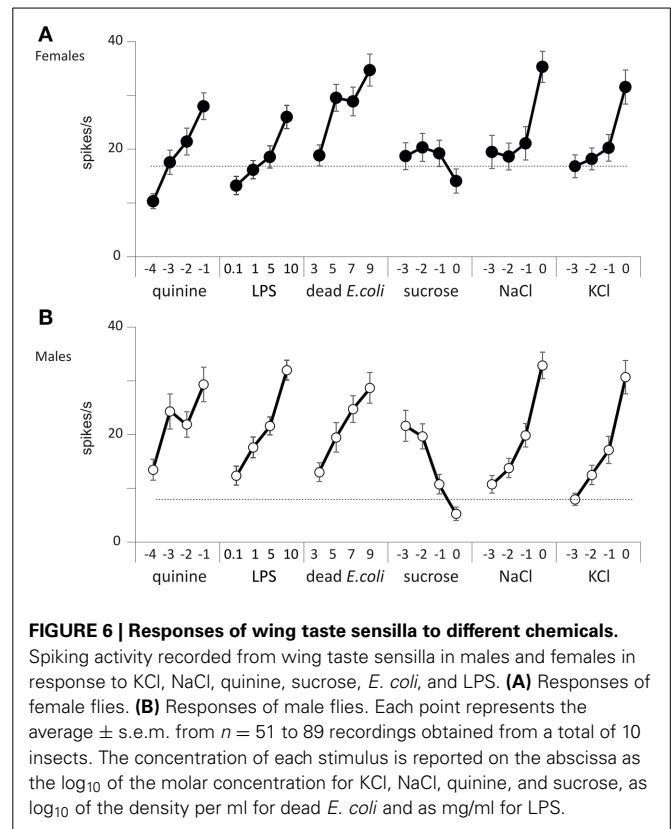 A
Females
40
20
0
spikes/s
-4 -3 -2 -1 0.1 1 5 10 3 5 7 9 -3 -2 -1 0 -3 -2 -1 0 -3 -2 -1 0
quinine LPS dead E.coli sucrose NaCl KCl
B
Males
40
20
0
spikes/s
-4 -3 -2 -1 0.1 1 5 10 3 5 7 9 -3 -2 -1 0 -3 -2 -1 0 -3 -2 -1 0
quinine LPS dead E.coli sucrose NaCl KCl
FIGURE 6 | Responses of wing taste sensilla to different chemicals.
Spiking activity recorded from wing taste sensilla in males and females in
response to KCl, NaCl, quinine, sucrose, E. coli, and LPS. (A) Responses of
female flies. (B) Responses of male flies. Each point represents the
average ± s.e.m. from n = 51 to 89 recordings obtained from a total of 10
insects. The concentration of each stimulus is reported on the abscissa as
the log₁₀ of the molar concentration for KCl, NaCl, quinine, and sucrose, as
log₁₀ of the density per ml for dead E. coli and as mg/ml for LPS.